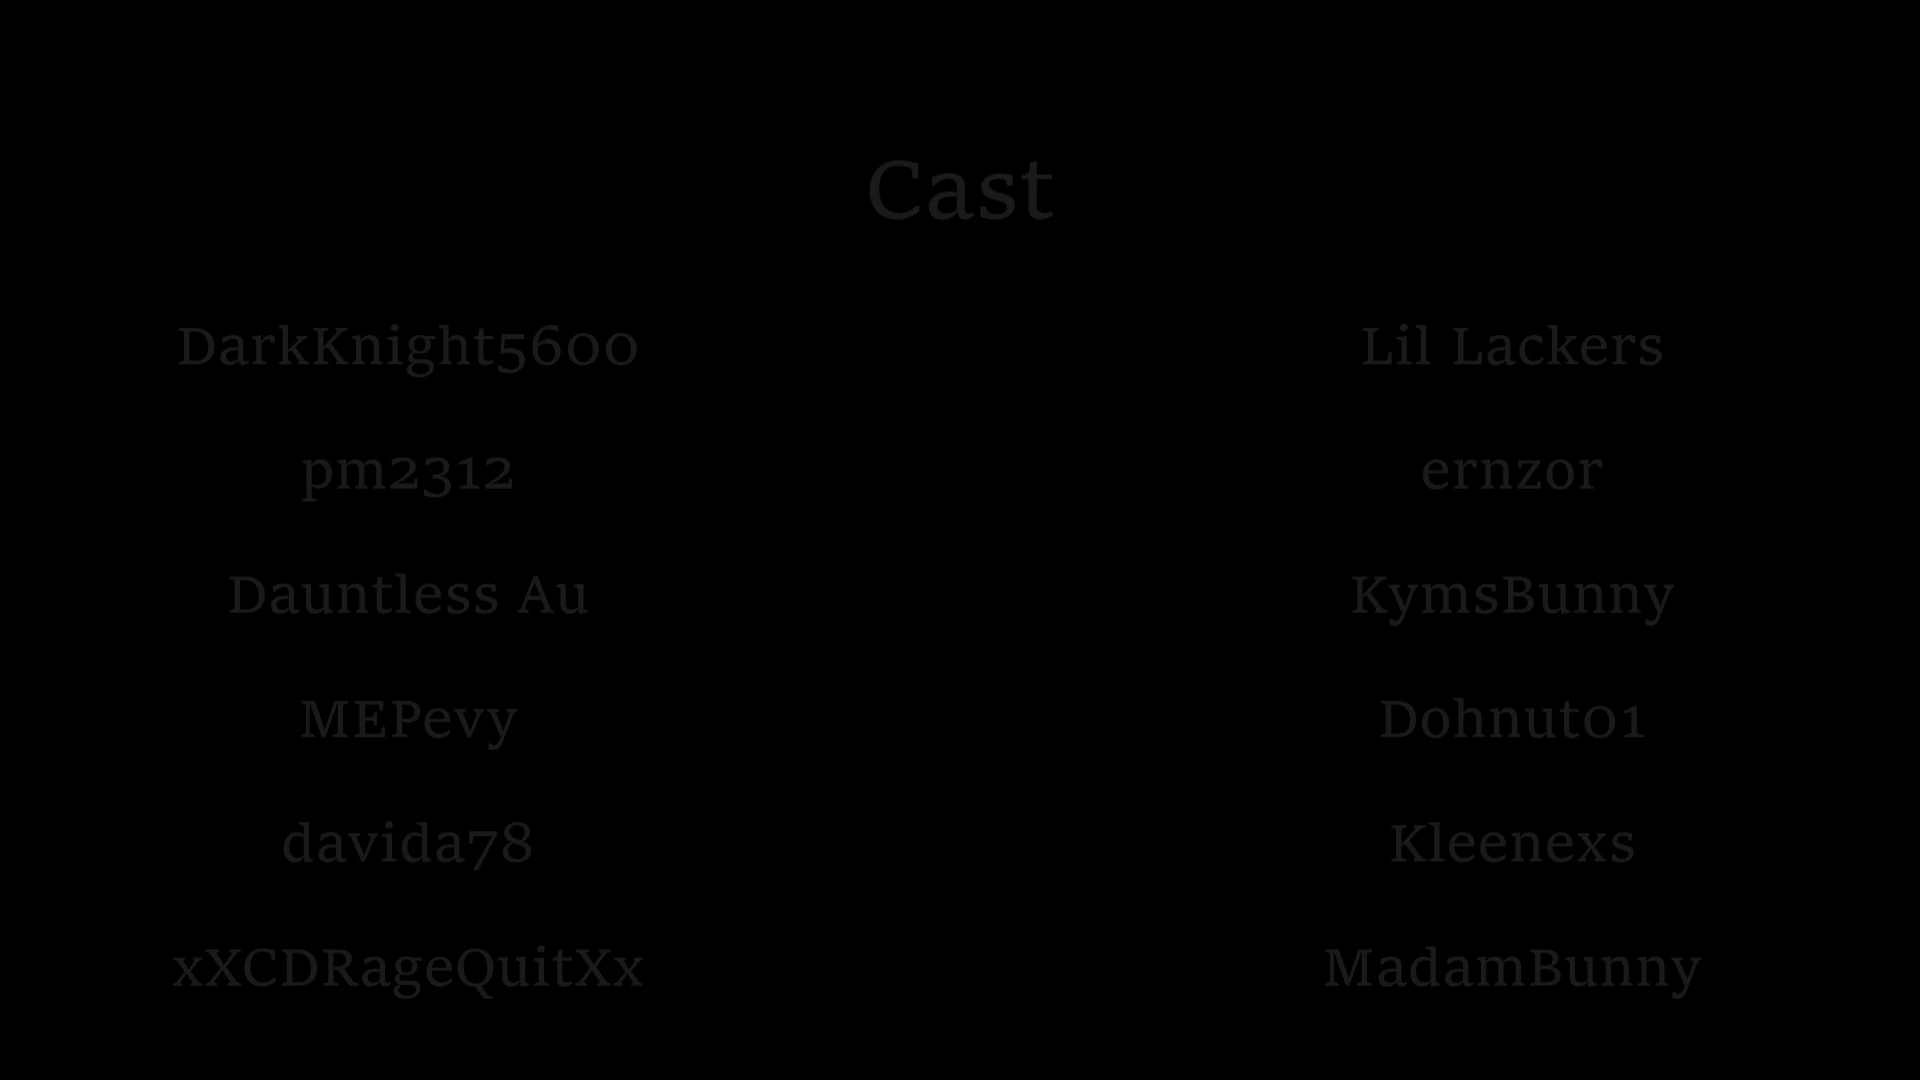 Cast
DarkKnight5600
Lil Lackers
pm2312
ernzor
Dauntless Au
KymsBunny
MEPevy
Dohnut01
davida78
Kleenexs
xXCDRageQuitXx
MadamBunny